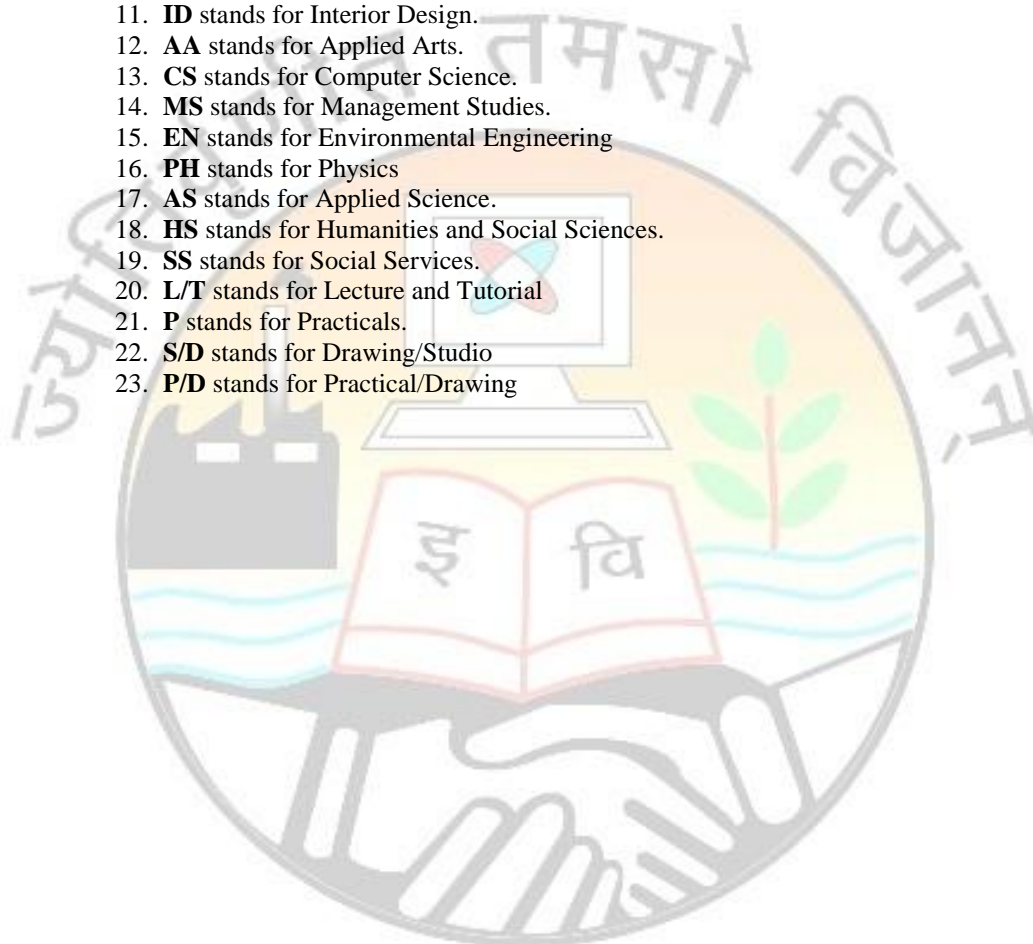 11. ID stands for Interior Design.
12. AA stands for Applied Arts.
13. CS stands for Computer Science.
14. MS stands for Management Studies.
15. EN stands for Environmental Engineering
16. PH stands for Physics
17. AS stands for Applied Science.
18. HS stands for Humanities and Social Sciences.
19. SS stands for Social Services.
20. L/T stands for Lecture and Tutorial
21. P stands for Practicals.
22. S/D stands for Drawing/Studio
23. P/D stands for Practical/Drawing
ज्योतिर्वृणीत तमसो विजानन्
इ वि